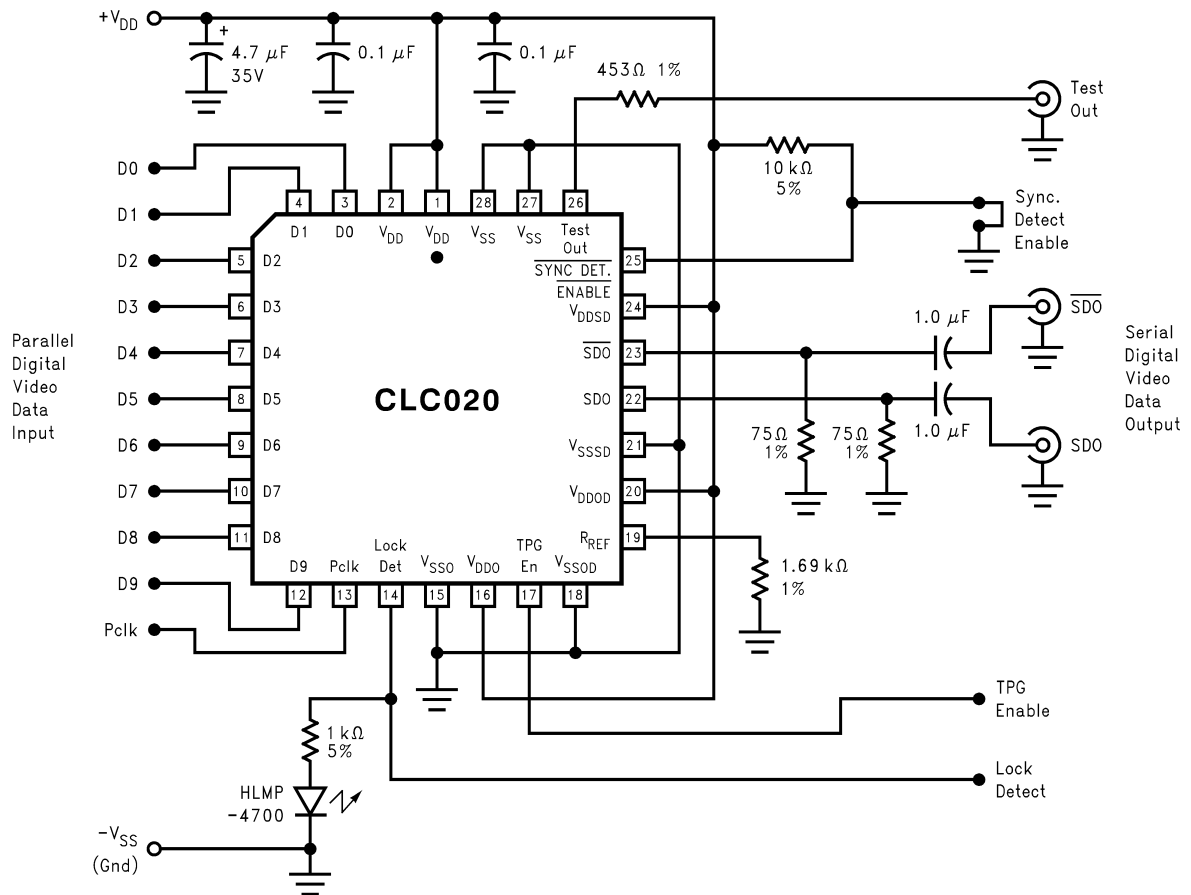 +VDD
+
4.7 µF
35V
0.1 µF
0.1 µF
453Ω 1%
Test
Out
D0
D1
10 kΩ
5%
4
3
2
1
28
27
26
D1
D0
VDD
VDD
VSS
VSS
Test
Out
Sync.
Detect
Enable
D2
5
D2
SYNC DET.
ENABLE
25
D3
6
D3
VDDSD
24
SDO
Parallel
Digital
Video
Data
Input
D4
7
D4
SDO
23
1.0 µF
Serial
Digital
Video
Data
Output
D5
8
D5
CLC020
SDO
22
1.0 µF
D6
9
D6
VSSSD
21
75Ω
1%
75Ω
1%
SDO
D7
10
D7
VDDOD
20
D8
11
D8
RREF
19
D9
Pclk
Lock
Det
VSSO
VDDO
TPG
En
VSSOD
1.69 kΩ
1%
D9
12
13
14
15
16
17
18
Pclk
TPG
Enable
1 kΩ
5%
Lock
Detect
HLMP
-4700
-VSS
(Gnd)